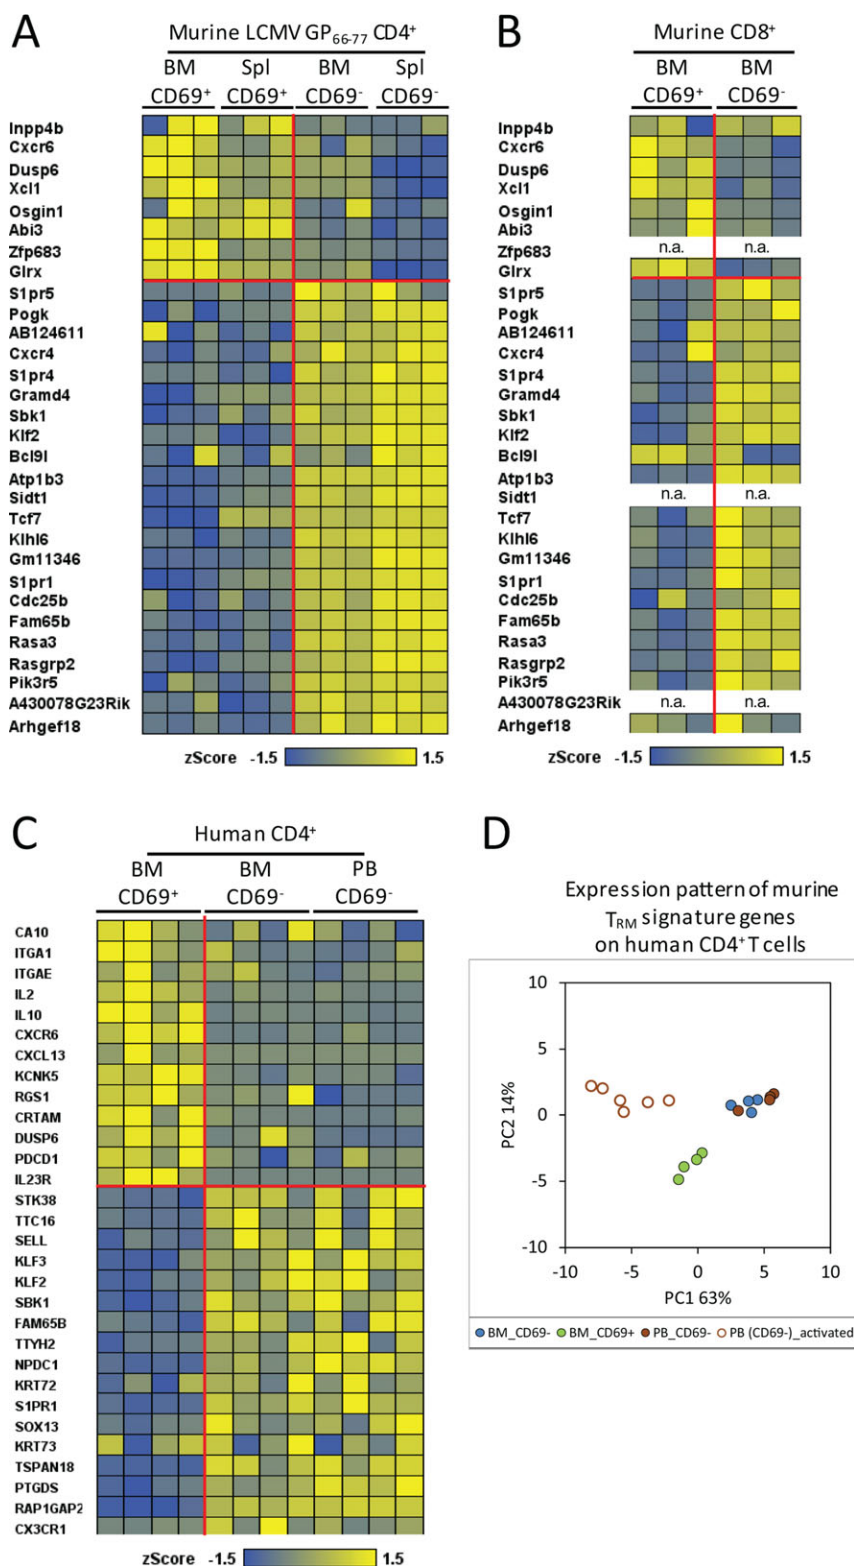 A
Murine LCMV GP66-77 CD4+
BM Spl BM Spl
CD69+ CD69+ CD69- CD69-
Inpp4b
Cxcr6
Dusp6
Xcl1
Osgin1
Abi3
Zfp683
Glrx
S1pr5
Pogk
AB124611
Cxcr4
S1pr4
Gramd4
Sbk1
Klf2
Bcl9l
Atp1b3
Sidt1
Tcf7
Klhl6
Gm11346
S1pr1
Cdc25b
Fam65b
Rasa3
Rasgrp2
Pik3r5
A430078G23Rik
Arhgef18
zScore -1.5 1.5
B
Murine CD8+
BM BM
CD69+ CD69-
Inpp4b
Cxcr6
Dusp6
Xcl1
Osgin1
Abi3
Zfp683 n.a. n.a.
Glrx
S1pr5
Pogk
AB124611
Cxcr4
S1pr4
Gramd4
Sbk1
Klf2
Bcl9l
Atp1b3
Sidt1 n.a. n.a.
Tcf7
Klhl6
Gm11346
S1pr1
Cdc25b
Fam65b
Rasa3
Rasgrp2
Pik3r5
A430078G23Rik n.a. n.a.
Arhgef18
zScore -1.5 1.5
C
Human CD4+
BM BM PB
CD69+ CD69- CD69-
CA10
ITGA1
ITGAE
IL2
IL10
CXCR6
CXCL13
KCNK5
RGS1
CRTAM
DUSP6
PDCD1
IL23R
STK38
TTC16
SELL
KLF3
KLF2
SBK1
FAM65B
TTYH2
NPDC1
KRT72
S1PR1
SOX13
KRT73
TSPAN18
PTGDS
RAP1GAP2
CX3CR1
zScore -1.5 1.5
D
Expression pattern of murine
TRM signature genes
on human CD4+ T cells
10
5
0
-5
-10
PC2 14%
-10 -5 0 5 10
PC1 63%
BM_CD69- BM_CD69+ PB_CD69- PB (CD69-)_activated